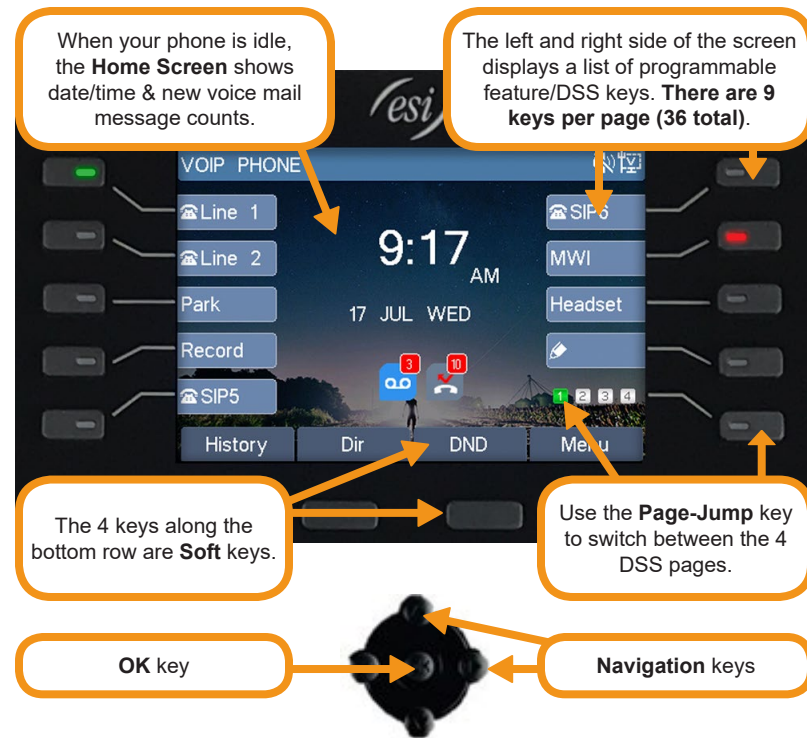 When your phone is idle,
the Home Screen shows
date/time & new voice mail
message counts.
The left and right side of the screen
displays a list of programmable
feature/DSS keys. There are 9
keys per page (36 total).
esi
VOIP PHONE
Line 1
Line 2
Park
Record
SIP5
9:17 AM
17 JUL WED
3
10
SIP6
MWI
Headset
1 2 3 4
History Dir DND Menu
The 4 keys along the
bottom row are Soft keys.
Use the Page-Jump key
to switch between the 4
DSS pages.
OK key
Navigation keys